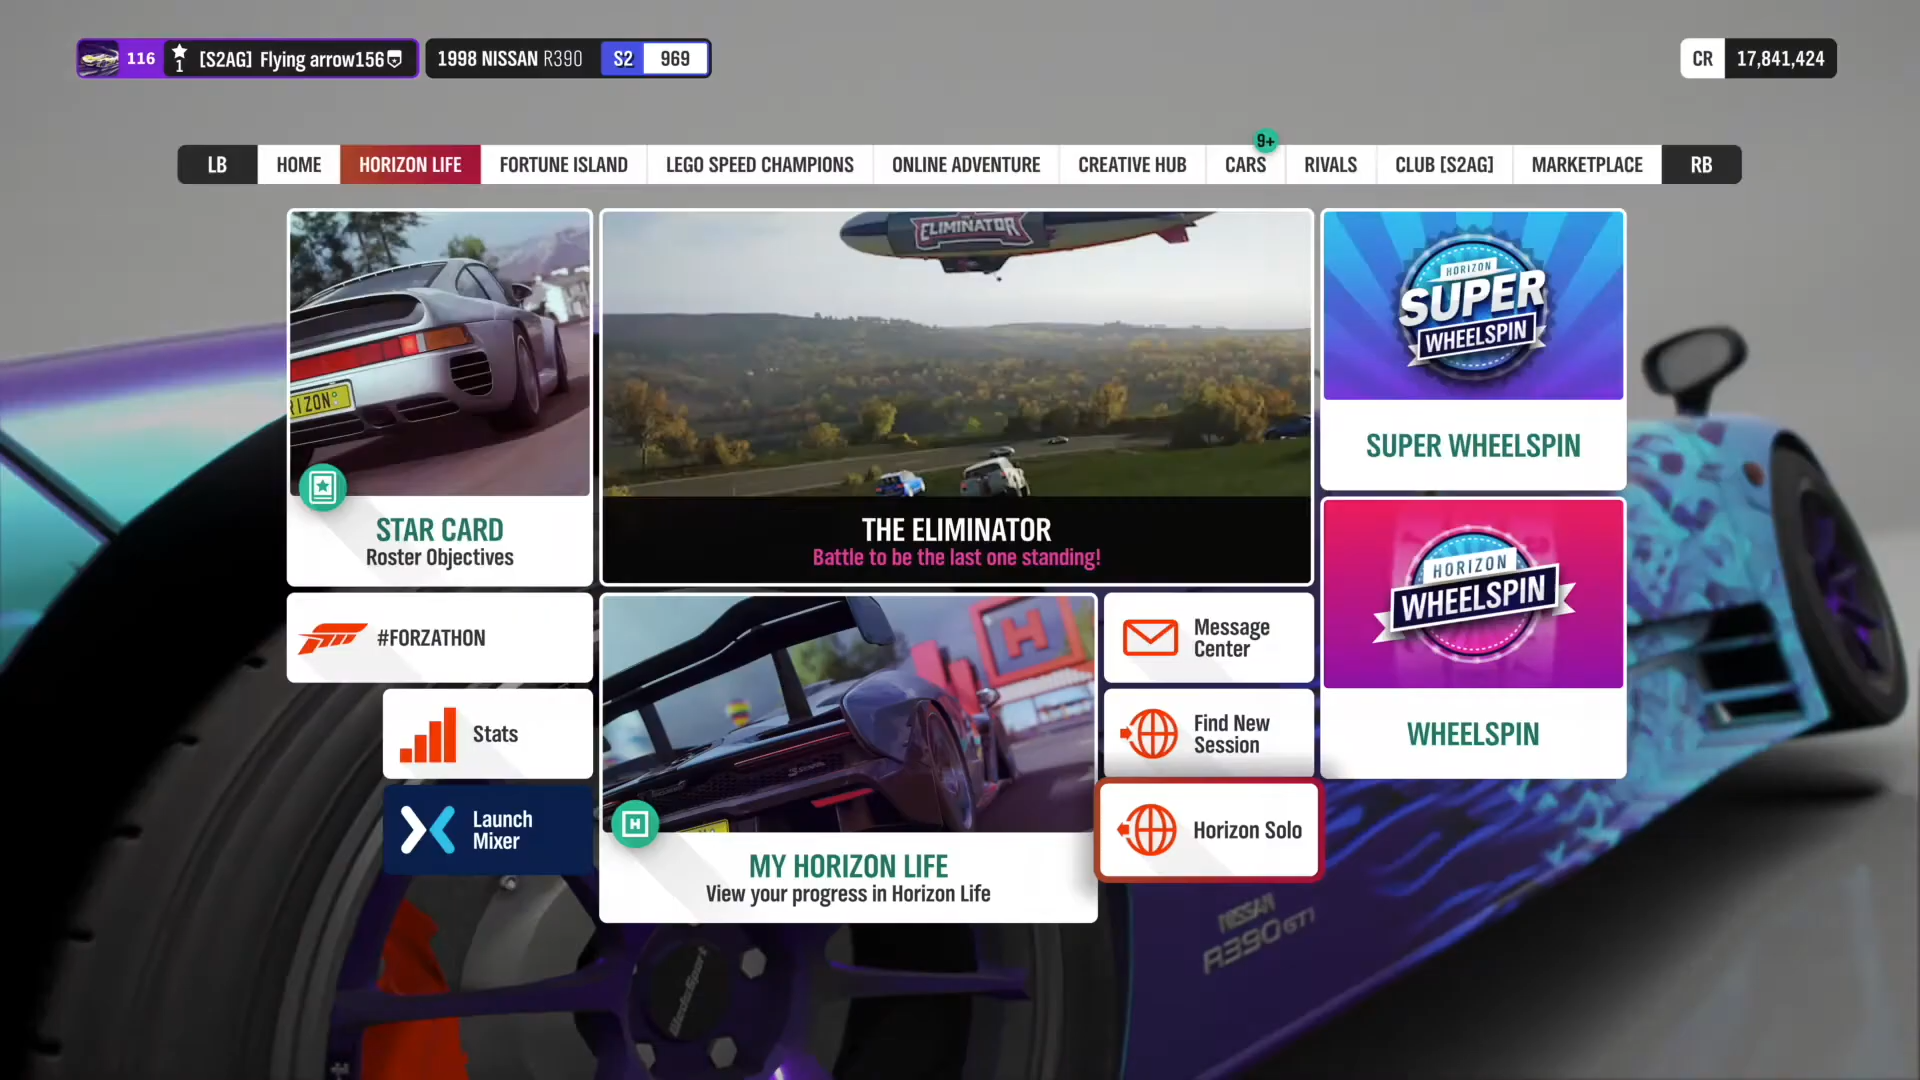 116 1 [S2AG] Flying arrow156 1998 NISSAN R390 S2 969 CR 17,841,424
9+
LB HOME HORIZON LIFE FORTUNE ISLAND LEGO SPEED CHAMPIONS ONLINE ADVENTURE CREATIVE HUB CARS RIVALS CLUB [S2AG] MARKETPLACE RB
ELIMINATOR
HORIZON
SUPER
WHEELSPIN
SUPER WHEELSPIN
RIZON
STAR CARD
Roster Objectives
THE ELIMINATOR
Battle to be the last one standing!
HORIZON
WHEELSPIN
WHEELSPIN
#FORZATHON
Stats
Launch
Mixer
H
H
MY HORIZON LIFE
View your progress in Horizon Life
Message
Center
Find New
Session
Horizon Solo
NISSAN
R390 GT1